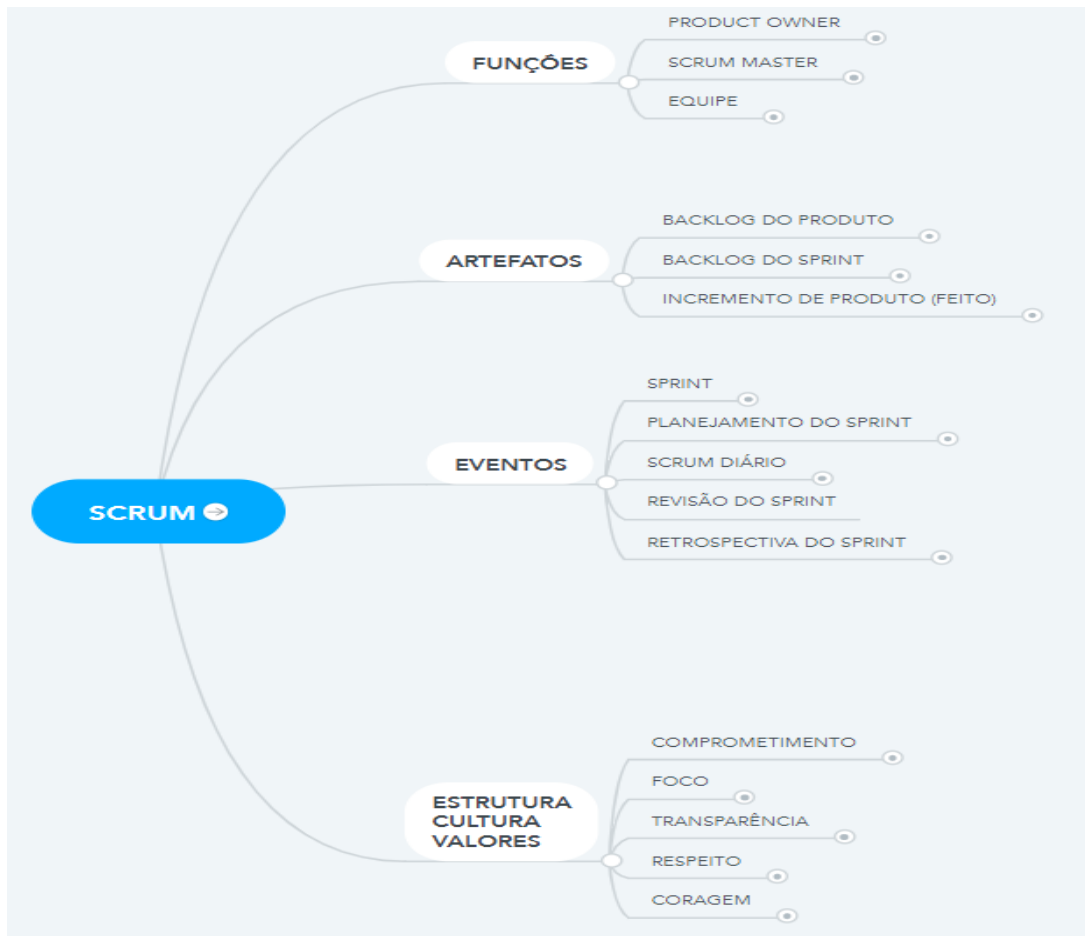 PRODUCT OWNER
FUNÇÕES
SCRUM MASTER
EQUIPE
BACKLOG DO PRODUTO
ARTEFATOS
BACKLOG DO SPRINT
INCREMENTO DE PRODUTO (FEITO)
SPRINT
PLANEJAMENTO DO SPRINT
EVENTOS
SCRUM DIÁRIO
REVISÃO DO SPRINT
SCRUM
RETROSPECTIVA DO SPRINT
COMPROMETIMENTO
FOCO
ESTRUTURA
CULTURA
VALORES
TRANSPARÊNCIA
RESPEITO
CORAGEM